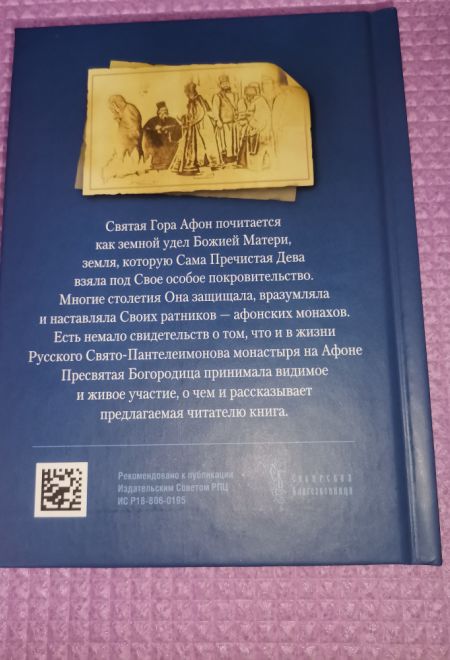 Святая Гора Афон почитается
как земной удел Божией Матери,
земля, которую Сама Пречистая Дева
взяла под Свое особое покровительство.
Многие столетия Она защищала, вразумляла
и наставляла Своих ратников — афонских монахов.
Есть немало свидетельств о том, что и в жизни
Русского Свято-Пантелеимонова монастыря на Афоне
Пресвятая Богородица принимала видимое
и живое участие, о чем и рассказывает
предлагаемая читателю книга.
Рекомендовано к публикации
Издательским Советом РПЦ
ИС Р18-806-0195
Сибирская
Благозвонница